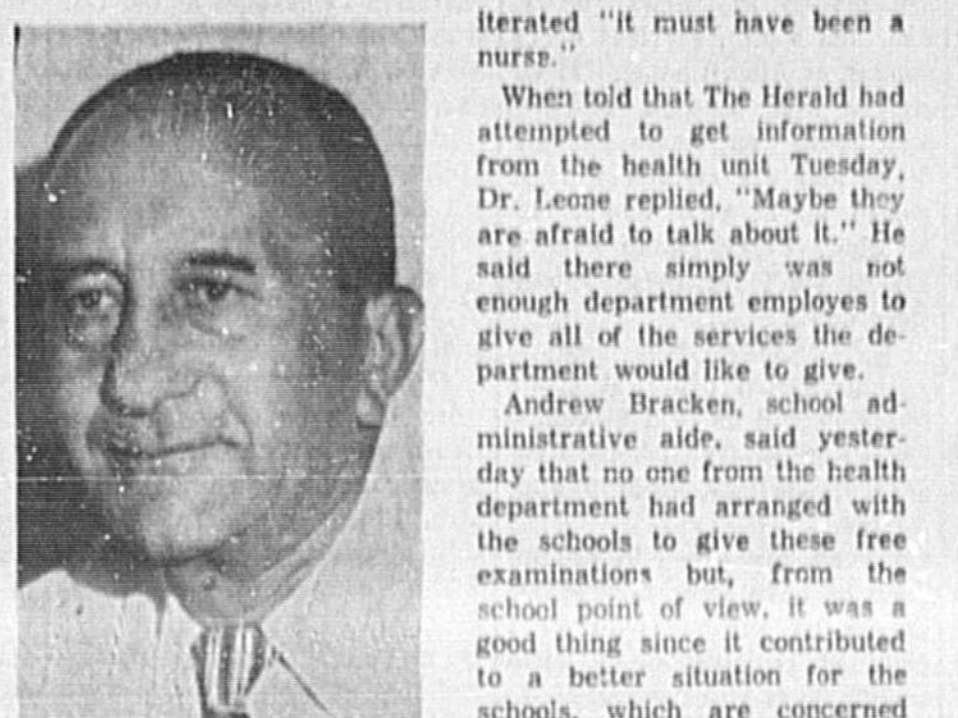 iterated "it must have been a
nurse."
When told that The Herald had
attempted to get information
from the health unit Tuesday,
Dr. Leone replied, "Maybe they
are afraid to talk about it." He
said there simply was not
enough department employes to
give all of the services the de-
partment would like to give.
Andrew Bracken, school ad-
ministrative aide, said yester-
day that no one from the health
department had arranged with
the schools to give these free
examinations but, from the
school point of view, it was a
good thing since it contributed
to a better situation for the
schools, which are concerned